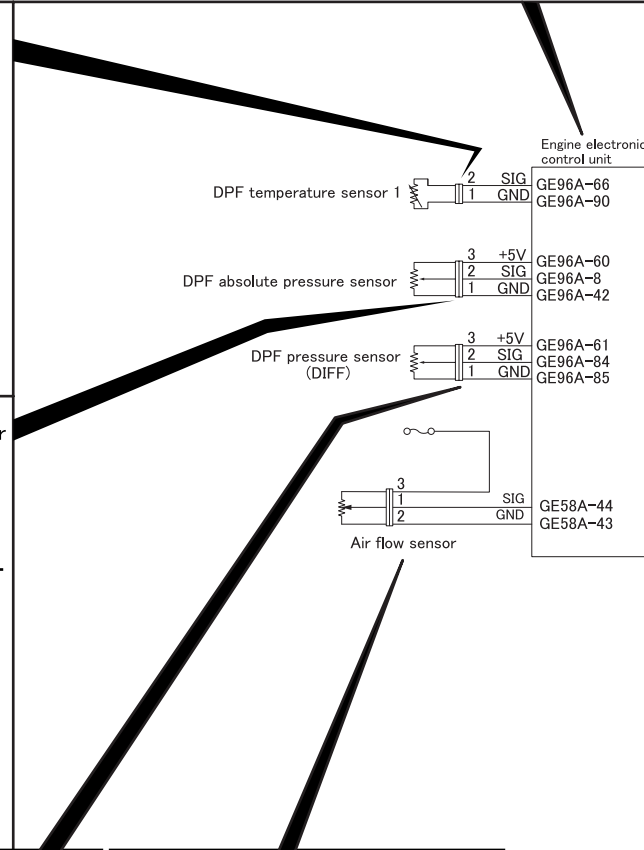 Engine electronic
control unit
DPF temperature sensor 1
2 SIG GE96A-66
1 GND GE96A-90
DPF absolute pressure sensor
3 +5V GE96A-60
2 SIG GE96A-8
1 GND GE96A-42
DPF pressure sensor
(DIFF)
3 +5V GE96A-61
2 SIG GE96A-84
1 GND GE96A-85
r
3
1 SIG GE58A-44
2 GND GE58A-43
Air flow sensor